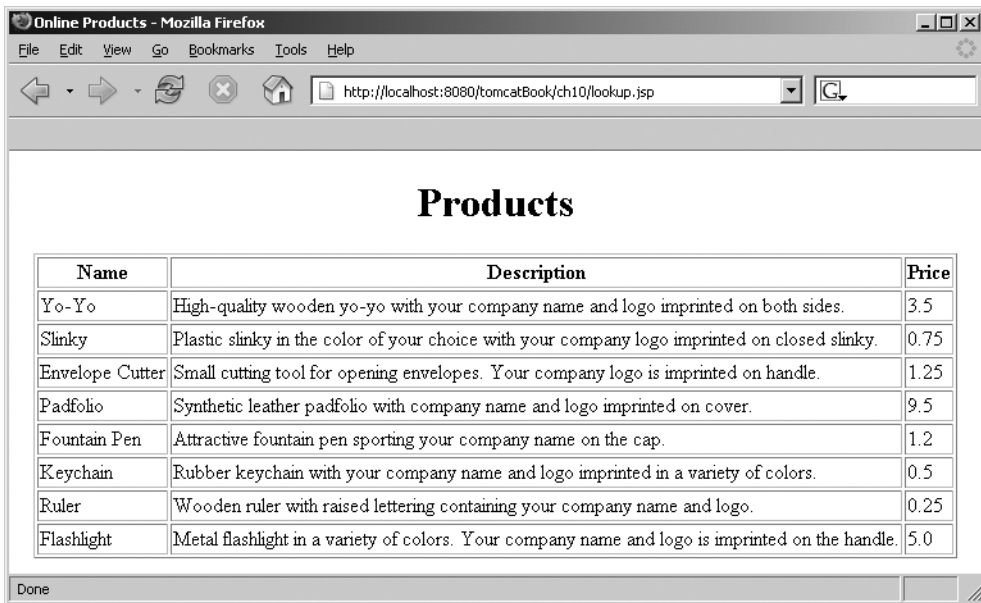 Online Products - Mozilla Firefox
File Edit View Go Bookmarks Tools Help
http://localhost:8080/tomcatBook/ch10/lookup.jsp G
Products
Name Description Price
Yo-Yo High-quality wooden yo-yo with your company name and logo imprinted on both sides. 3.5
Slinky Plastic slinky in the color of your choice with your company logo imprinted on closed slinky. 0.75
Envelope Cutter Small cutting tool for opening envelopes. Your company logo is imprinted on handle. 1.25
Padfolio Synthetic leather padfolio with company name and logo imprinted on cover. 9.5
Fountain Pen Attractive fountain pen sporting your company name on the cap. 1.2
Keychain Rubber keychain with your company name and logo imprinted in a variety of colors. 0.5
Ruler Wooden ruler with raised lettering containing your company name and logo. 0.25
Flashlight Metal flashlight in a variety of colors. Your company name and logo is imprinted on the handle. 5.0
Done